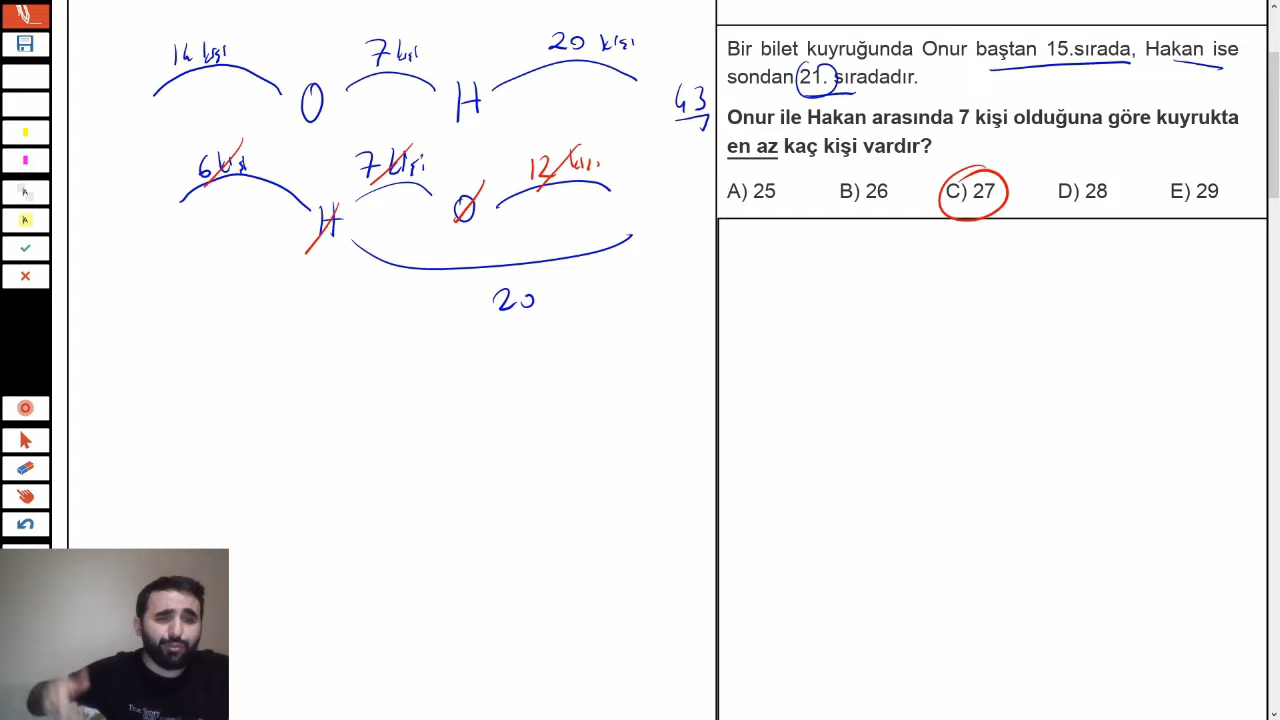 14 kişi 7 kişi 20 kişi
O H 43
6 kişi 7 kişi 12 kişi
H O
20
Bir bilet kuyruğunda Onur baştan 15.sırada, Hakan ise
sondan 21. sıradadır.
Onur ile Hakan arasında 7 kişi olduğuna göre kuyrukta
en az kaç kişi vardır?
A) 25 B) 26 C) 27 D) 28 E) 29
True Story